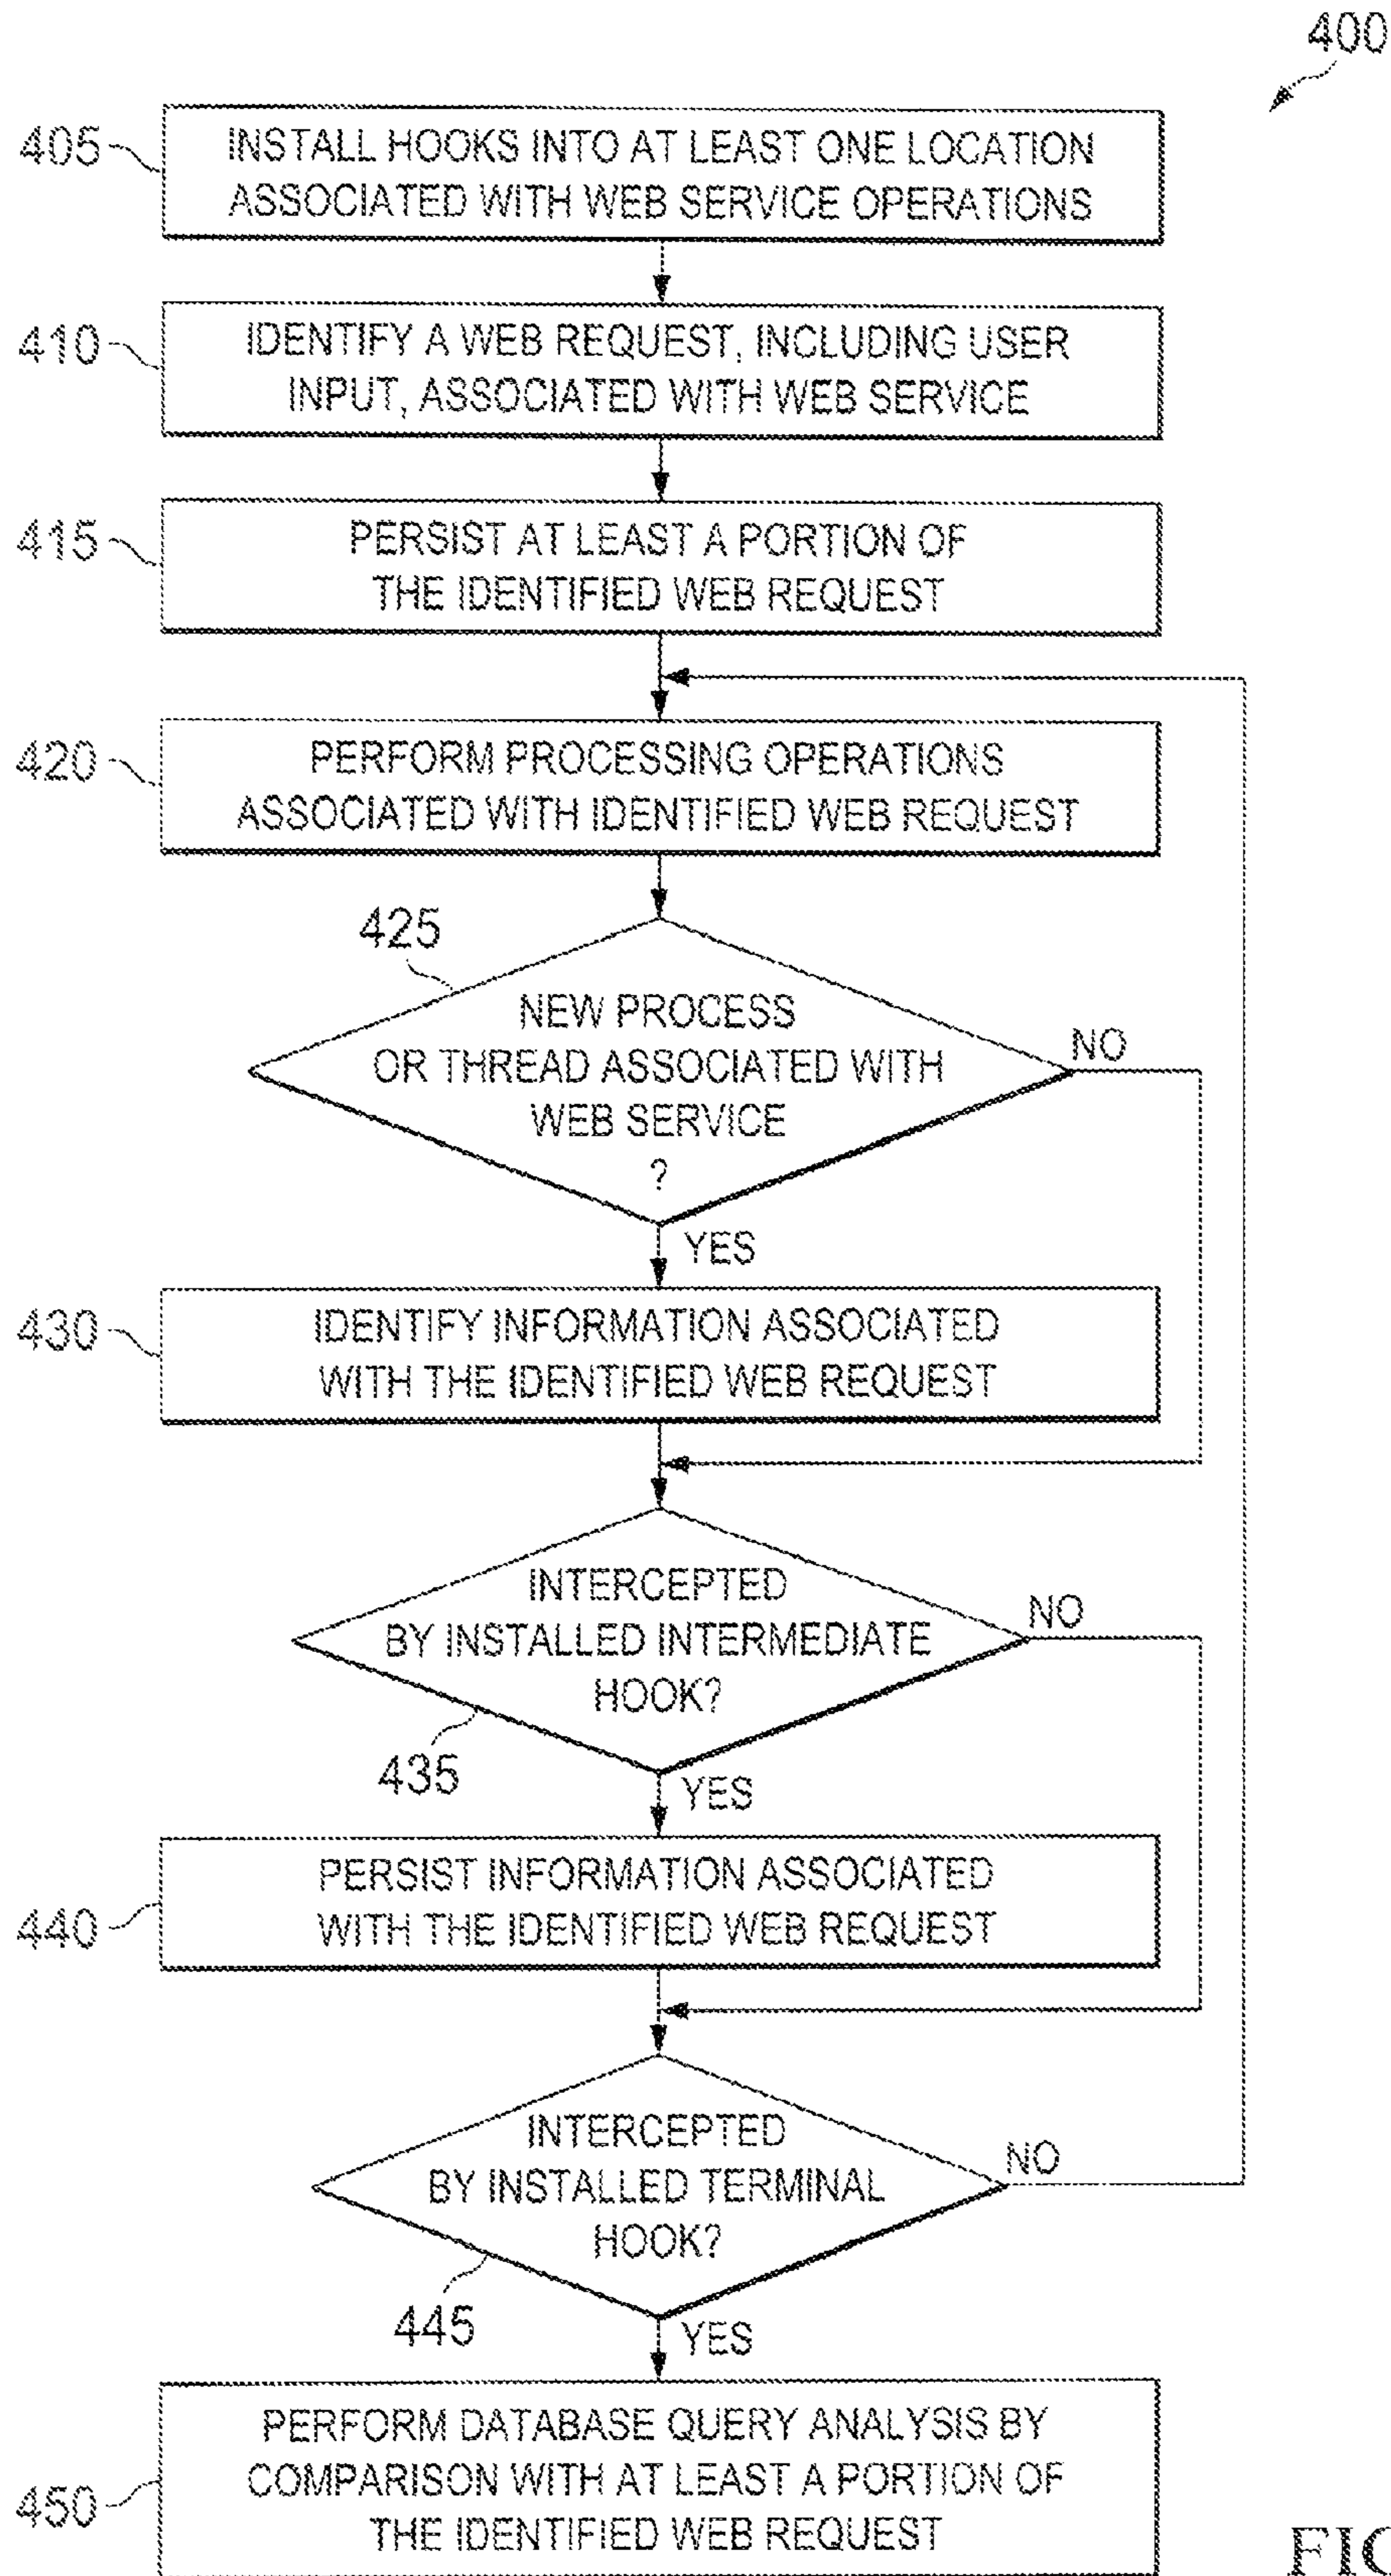 400
405
INSTALL HOOKS INTO AT LEAST ONE LOCATION
ASSOCIATED WITH WEB SERVICE OPERATIONS
410
IDENTIFY A WEB REQUEST, INCLUDING USER
INPUT, ASSOCIATED WITH WEB SERVICE
415
PERSIST AT LEAST A PORTION OF
THE IDENTIFIED WEB REQUEST
420
PERFORM PROCESSING OPERATIONS
ASSOCIATED WITH IDENTIFIED WEB REQUEST
425
NEW PROCESS
OR THREAD ASSOCIATED WITH
WEB SERVICE
?
NO
YES
430
IDENTIFY INFORMATION ASSOCIATED
WITH THE IDENTIFIED WEB REQUEST
INTERCEPTED
BY INSTALLED INTERMEDIATE
HOOK?
NO
435
YES
440
PERSIST INFORMATION ASSOCIATED
WITH THE IDENTIFIED WEB REQUEST
INTERCEPTED
BY INSTALLED TERMINAL
HOOK?
NO
445
YES
450
PERFORM DATABASE QUERY ANALYSIS BY
COMPARISON WITH AT LEAST A PORTION OF
THE IDENTIFIED WEB REQUEST